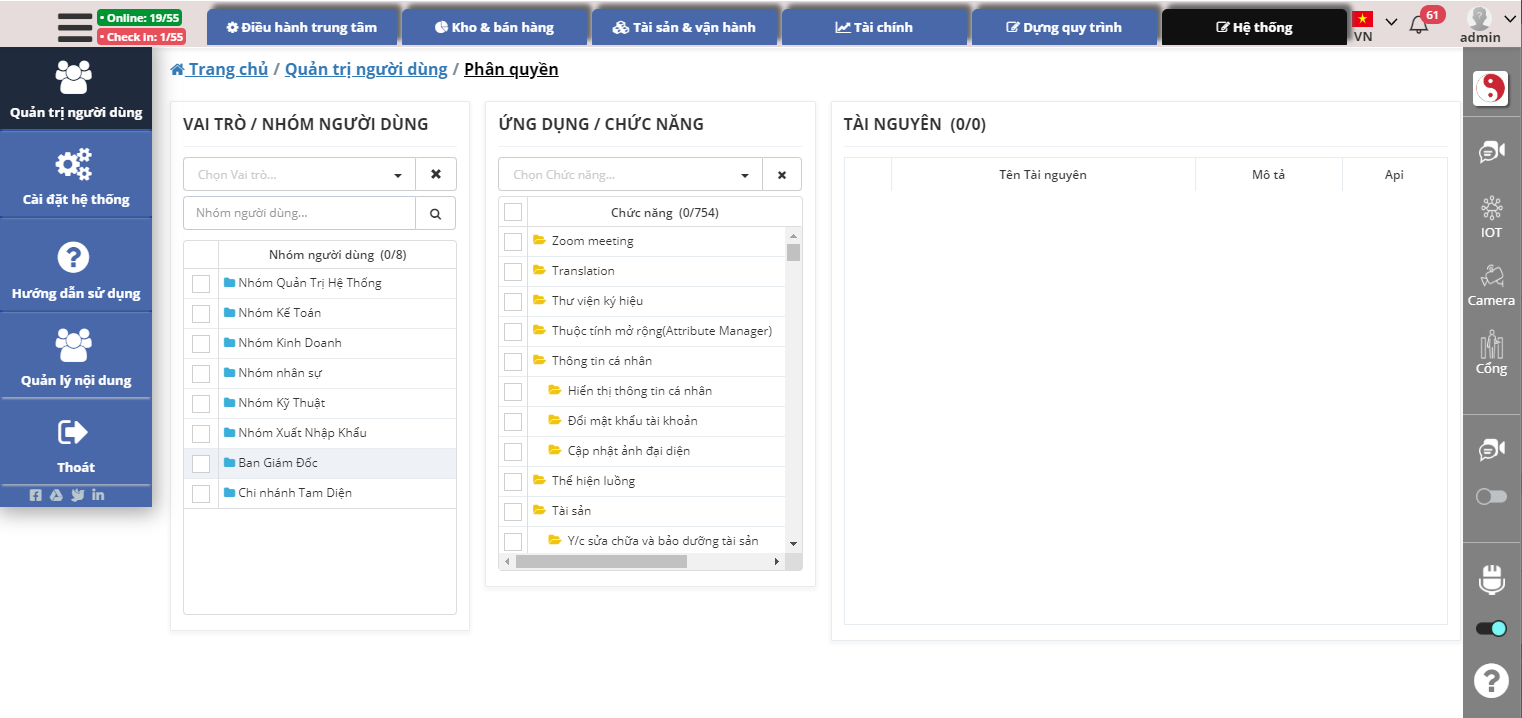 Online: 19/55
Check in: 1/55
Điều hành trung tâm
Kho & bán hàng
Tài sản & vận hành
Tài chính
Dựng quy trình
Hệ thống
VN
61
admin
Quản trị người dùng
Cài đặt hệ thống
Hướng dẫn sử dụng
Quản lý nội dung
Thoát
Trang chủ / Quản trị người dùng / Phân quyền
VAI TRÒ / NHÓM NGƯỜI DÙNG
Chọn Vai trò...
Nhóm người dùng...
Nhóm người dùng (0/8)
Nhóm Quản Trị Hệ Thống
Nhóm Kế Toán
Nhóm Kinh Doanh
Nhóm nhân sự
Nhóm Kỹ Thuật
Nhóm Xuất Nhập Khẩu
Ban Giám Đốc
Chi nhánh Tam Diện
ỨNG DỤNG / CHỨC NĂNG
Chọn Chức năng...
Chức năng (0/754)
Zoom meeting
Translation
Thư viện ký hiệu
Thuộc tính mở rộng(Attribute Manager)
Thông tin cá nhân
Hiển thị thông tin cá nhân
Đổi mật khẩu tài khoản
Cập nhật ảnh đại diện
Thể hiện luồng
Tài sản
Y/c sửa chữa và bảo dưỡng tài sản
TÀI NGUYÊN (0/0)
Tên Tài nguyên
Mô tả
Api
IOT
Camera
Cổng